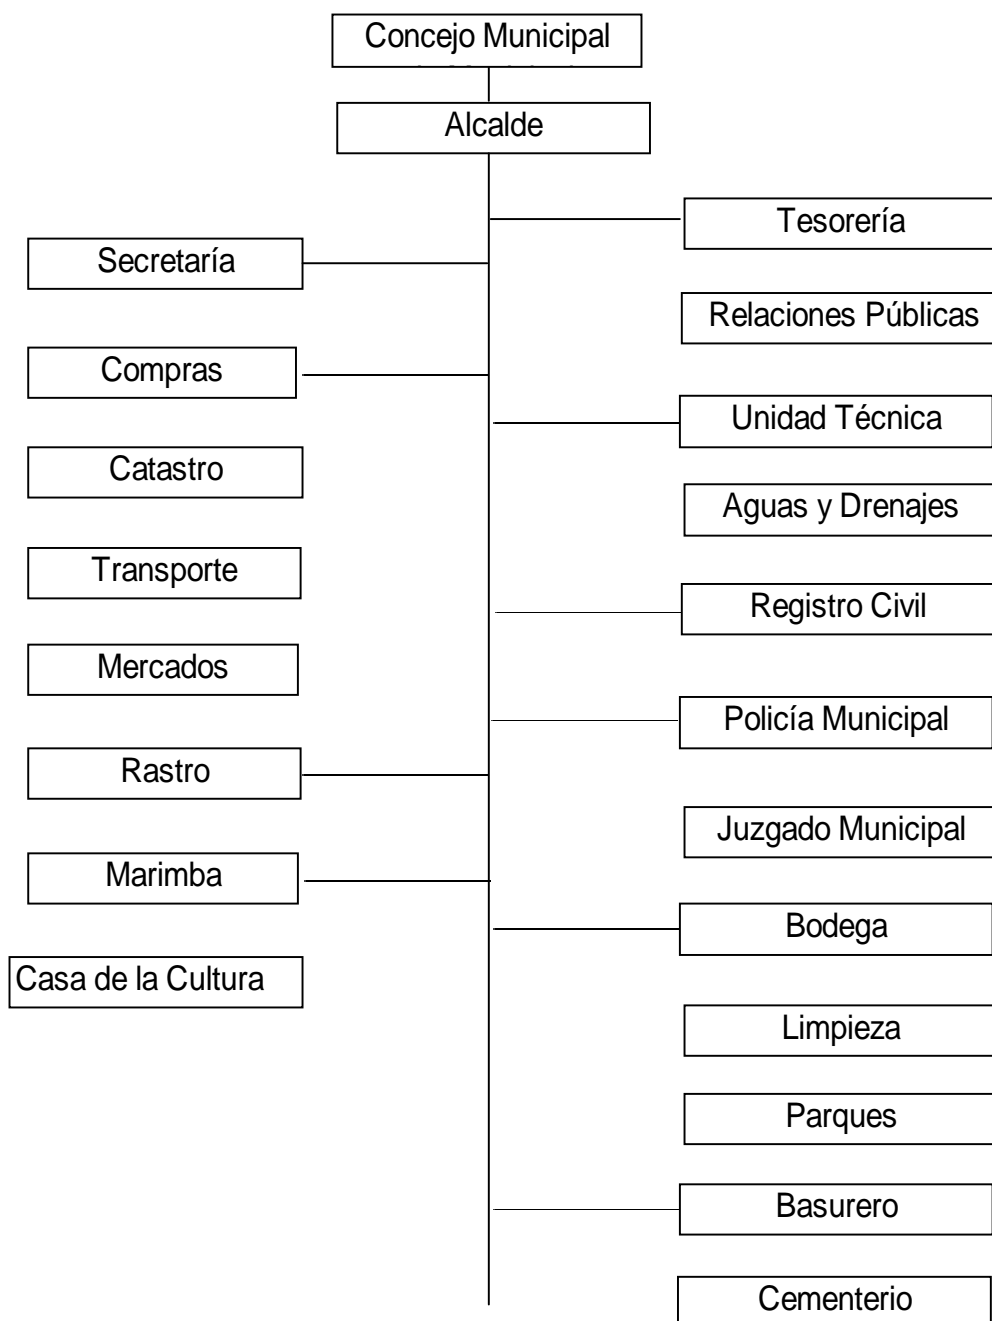 Concejo Municipal
Alcalde
Tesorería
Secretaría
Relaciones Públicas
Compras
Unidad Técnica
Catastro
Aguas y Drenajes
Transporte
Registro Civil
Mercados
Policía Municipal
Rastro
Juzgado Municipal
Marimba
Bodega
Casa de la Cultura
Limpieza
Parques
Basurero
Cementerio